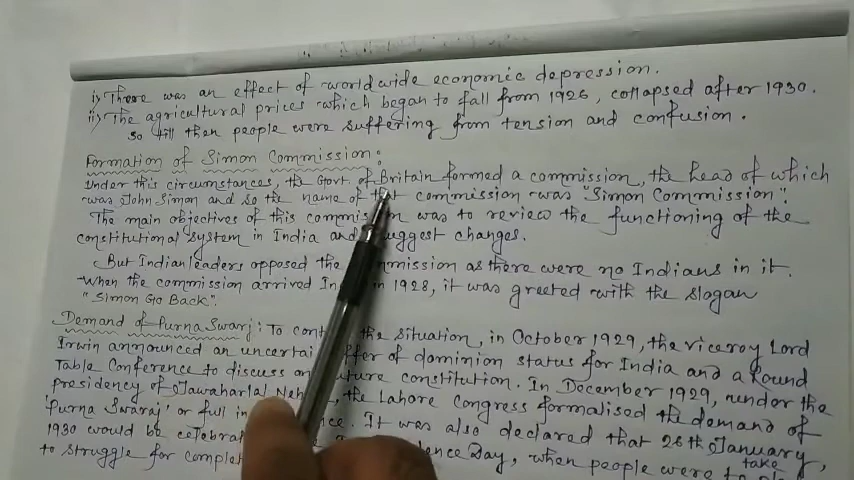 i) There was an effect of worldwide economic depression.
ii) The agricultural prices which began to fall from 1926, collapsed after 1930.
so till then people were suffering from tension and confusion.
Formation of Simon Commission:
Under this circumstances, the Govt of Britain formed a commission, the head of which
was John Simon and so the name of that commission was "Simon Commission".
The main objectives of this commission was to review the functioning of the
constitutional system in India and suggest changes.
But Indian leaders opposed the commission as there were no Indians in it.
When the commission arrived in 1928, it was greeted with the slogan
"Simon Go Back".
Demand of Purna Swarj: To the situation, in October 1929, the viceroy Lord
Irwin announced an offer of dominion status for India and a Round
Table Conference to discuss future constitution. In December 1929, under the
presidency of Jawaharlal the Lahore Congress formalised the demand of
'Purna Swaraj' or full It was also declared that 26th January,
1930 would be Day, when people were to take
to struggle for